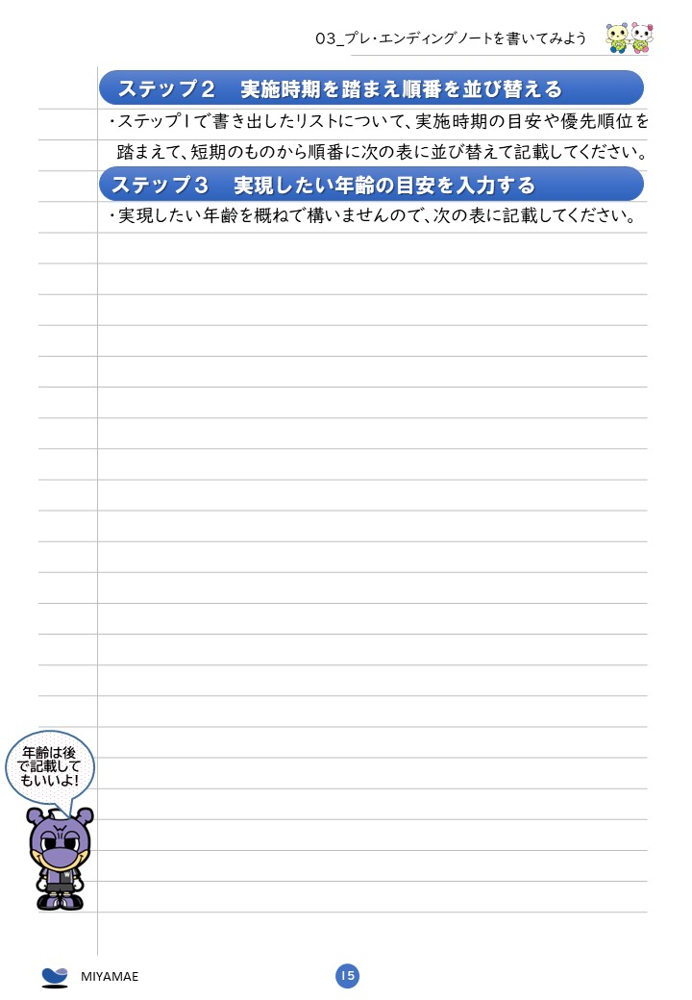 03_プレ・エンディングノートを書いてみよう
ステップ2　実施時期を踏まえ順番を並び替える
・ステップ1で書き出したリストについて、実施時期の目安や優先順位を
踏まえて、短期のものから順番に次の表に並び替えて記載してください。
ステップ3　実現したい年齢の目安を入力する
・実現したい年齢を概ねで構いませんので、次の表に記載してください。
年齢は後
で記載して
もいいよ!
MIYAMAE
15